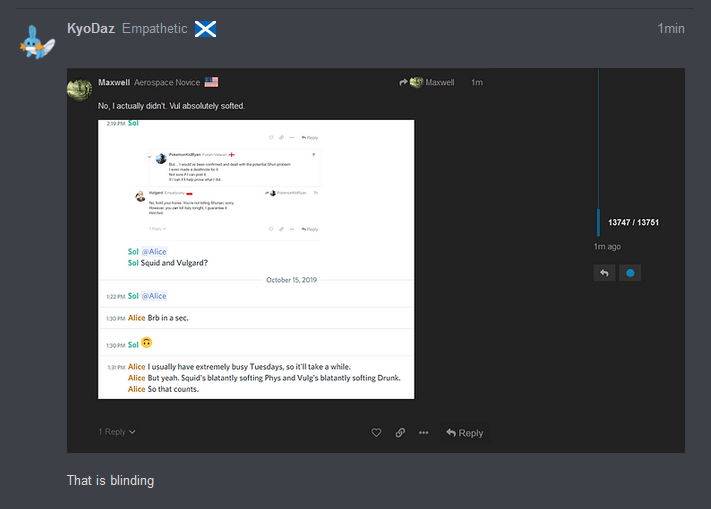 KyoDaz Empathetic 1min
Maxwell Aerospace Novice Maxwell 1m
No, I actually didn't. Vul absolutely softed.
2:19 PM Sol
Reply
PokemonKidRyan Forum Veteran
But... I would've been confirmed and dealt with the potential Shuri problem
I even made a deathnote for it
Not sure if I can post it
If I can it'll help prove what I did.
Vulgard Empatsomy PokemonKidRyan 7h
No, hold your horses. You're not killing Shurian, sorry.
However, you can kill Italy tonight, I guarantee it
1 Reply
Reply
Sol @Alice
Sol Squid and Vulgard?
October 15, 2019
1:22 PM Sol @Alice
1:30 PM Alice Brb in a sec.
1:30 PM Sol 🙃
1:31 PM Alice I usually have extremely busy Tuesdays, so it'll take a while.
Alice But yeah. Squid's blatantly softing Phys and Vulg's blatantly softing Drunk.
Alice So that counts.
13747 / 13751
1m ago
1 Reply
Reply
That is blinding